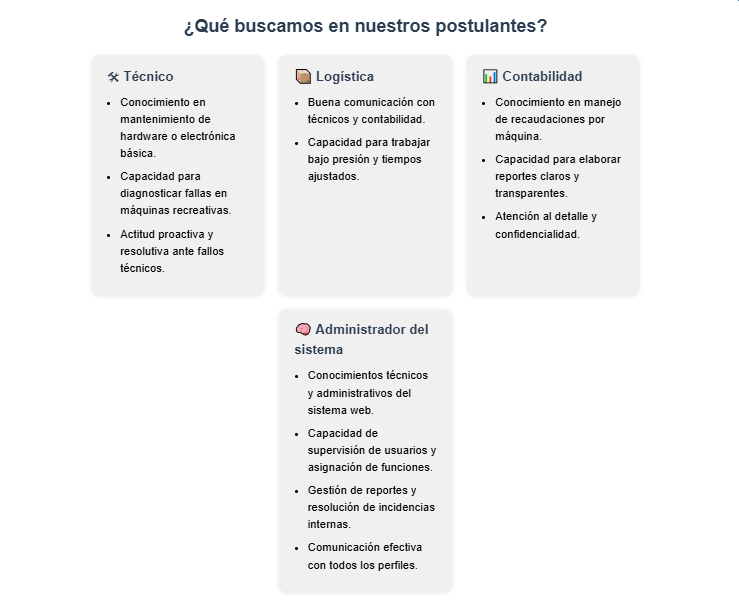 ¿Qué buscamos en nuestros postulantes?
🛠 Técnico
• Conocimiento en
mantenimiento de
hardware o electrónica
básica.
• Capacidad para
diagnosticar fallas en
máquinas recreativas.
• Actitud proactiva y
resolutiva ante fallos
técnicos.
📦 Logística
• Buena comunicación con
técnicos y contabilidad.
• Capacidad para trabajar
bajo presión y tiempos
ajustados.
📊 Contabilidad
• Conocimiento en manejo
de recaudaciones por
máquina.
• Capacidad para elaborar
reportes claros y
transparentes.
• Atención al detalle y
confidencialidad.
🧠 Administrador del
sistema
• Conocimientos técnicos
y administrativos del
sistema web.
• Capacidad de
supervisión de usuarios y
asignación de funciones.
• Gestión de reportes y
resolución de incidencias
internas.
• Comunicación efectiva
con todos los perfiles.